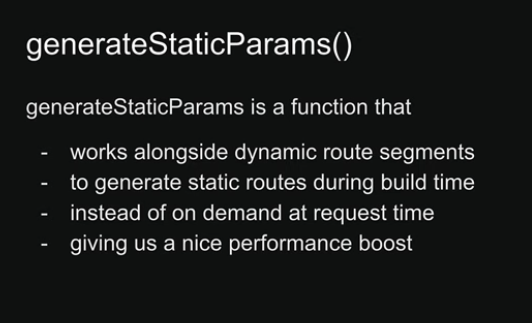 generateStaticParams()
generateStaticParams is a function that
- works alongside dynamic route segments
- to generate static routes during build time
- instead of on demand at request time
- giving us a nice performance boost